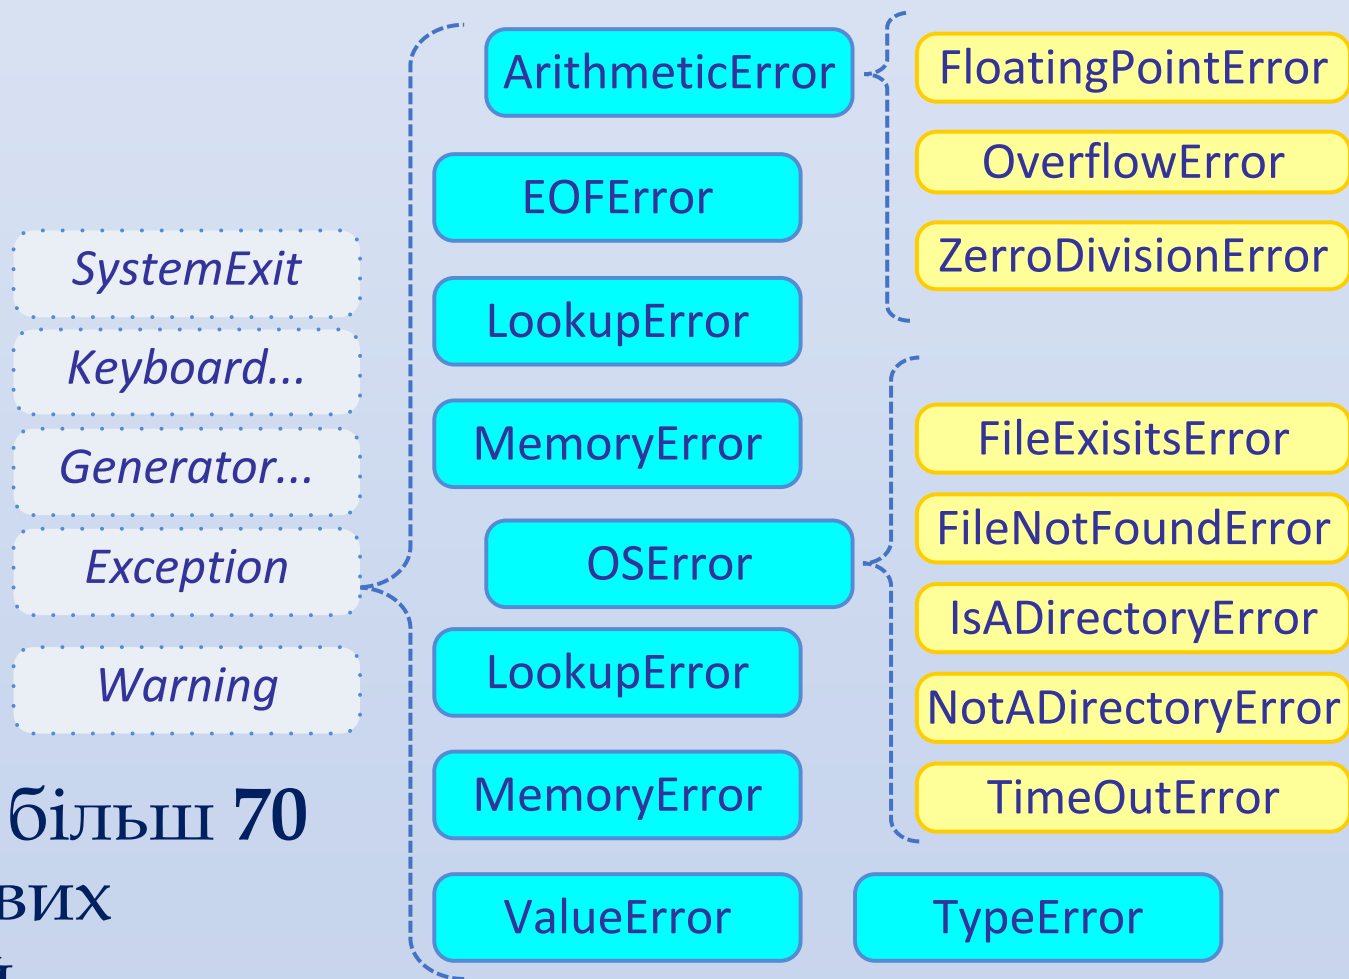 SystemExit
Keyboard...
Generator...
Exception
Warning
більш 70
ArithmeticError
EOFError
LookupError
MemoryError
OSError
LookupError
MemoryError
ValueError
TypeError
FloatingPointError
OverflowError
ZerroDivisionError
FileExisitsError
FileNotFoundError
IsADirectoryError
NotADirectoryError
TimeOutError